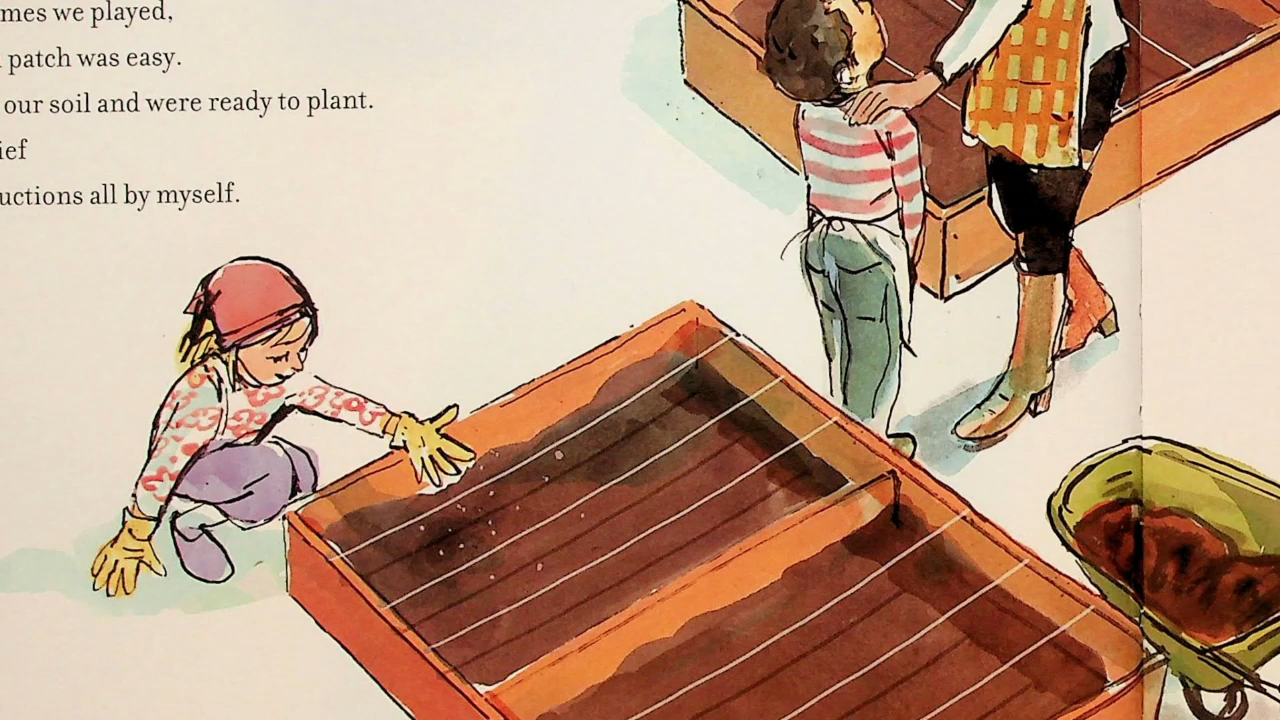 mes we played,
patch was easy.
our soil and were ready to plant.
ief
uctions all by myself.